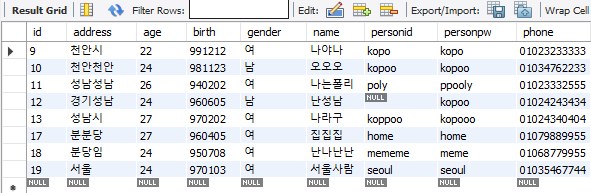 Result Grid Filter Rows: Edit: Export/Import: Wrap Cell
id address age birth gender name personid personpw phone
9 천안시 22 991212 여 나야나 kopo kopo 01023233333
10 천안천안 24 981123 남 오오오 kopoo kopoo 01034762233
11 성남성남 26 940202 여 나는폴리 poly ppooly 01023332555
12 경기성남 24 960605 남 난성남 NULL kopoo 01024243434
13 성남시 27 970202 여 나라구 koppoo kopooo 01024340404
17 분분당 27 960405 여 집집집 home home 01079889955
18 분당임 24 950708 여 난나난난 mememe meme 01068779955
19 서울 24 970103 여 서울사람 seoul seoul 01035467744
NULL NULL NULL NULL NULL NULL NULL NULL NULL